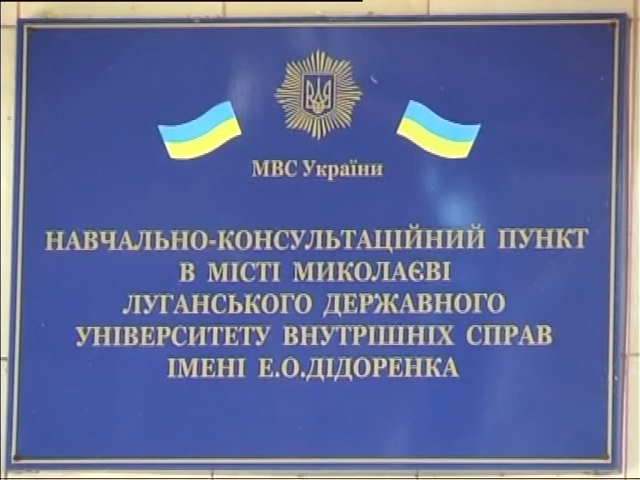 МВС України
НАВЧАЛЬНО-КОНСУЛЬТАЦІЙНИЙ ПУНКТ
В МІСТІ МИКОЛАЄВІ
ЛУГАНСЬКОГО ДЕРЖАВНОГО
УНІВЕРСИТЕТУ ВНУТРІШНІХ СПРАВ
ІМЕНІ Е.О.ДІДОРЕНКА